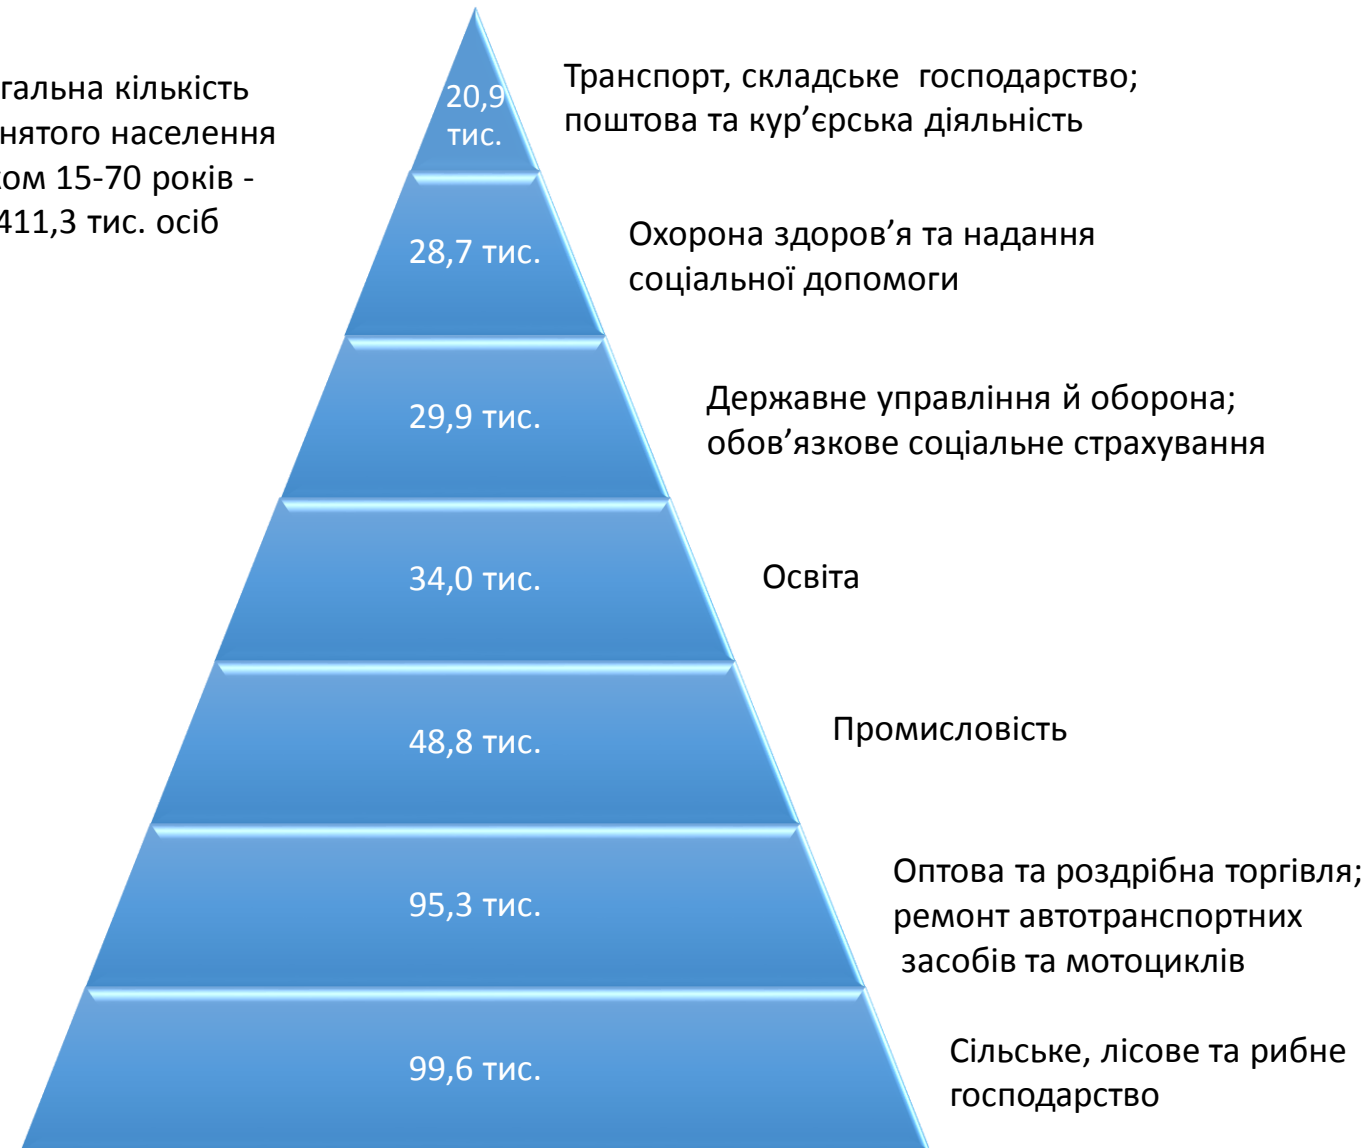 гальна кількість
нятого населення
ком 15-70 років -
411,3 тис. осіб
20,9
тис.
Транспорт, складське господарство;
поштова та кур’єрська діяльність
28,7 тис.
Охорона здоров’я та надання
соціальної допомоги
29,9 тис.
Державне управління й оборона;
обов’язкове соціальне страхування
34,0 тис.
Освіта
48,8 тис.
Промисловість
95,3 тис.
Оптова та роздрібна торгівля;
ремонт автотранспортних
засобів та мотоциклів
99,6 тис.
Сільське, лісове та рибне
господарство